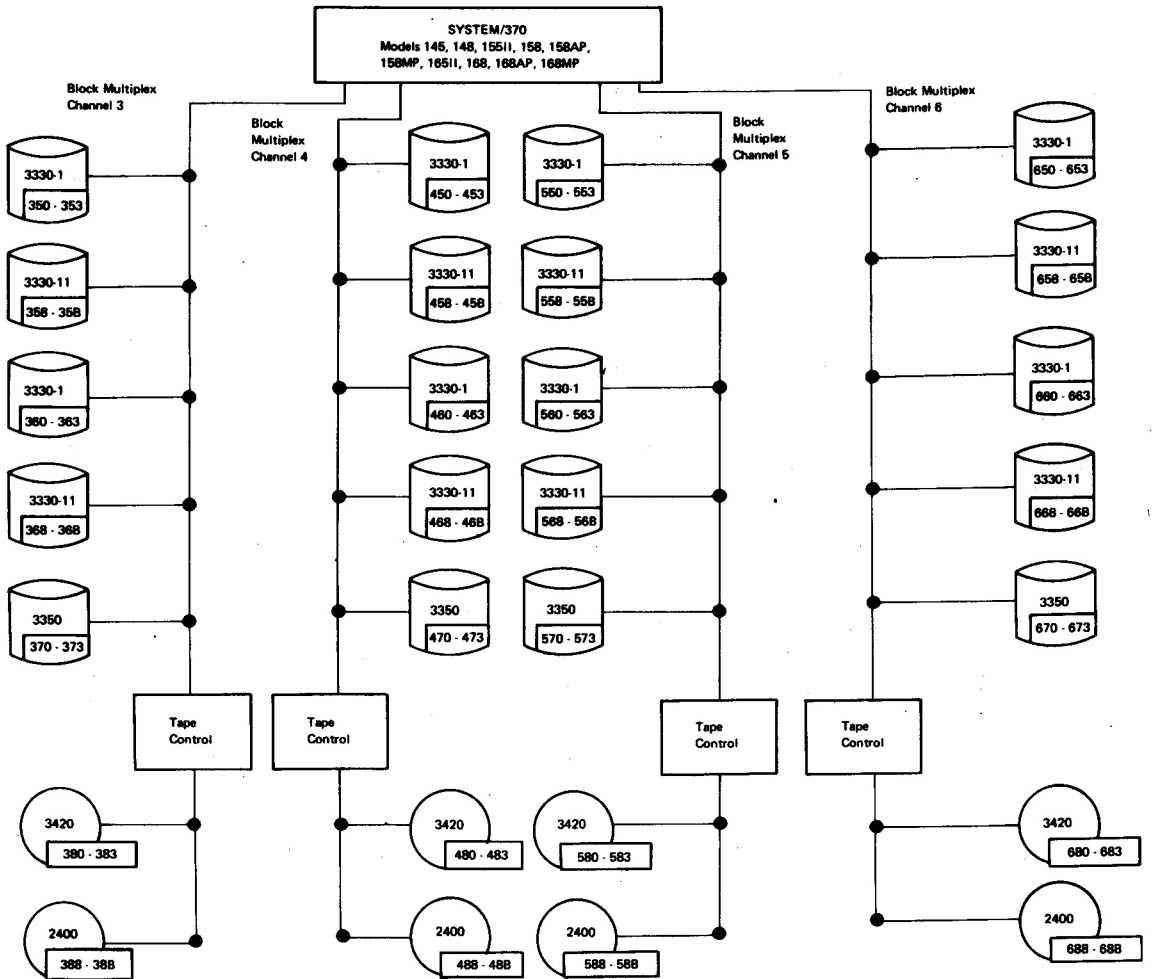 SYSTEM/370
Models 145, 148, 155II, 158, 158AP,
158MP, 165II, 168, 168AP, 168MP
Block Multiplex
Channel 3
Block
Multiplex
Channel 4
Block
Multiplex
Channel 5
Block Multiplex
Channel 6
3330-1
350 - 353
3330-11
358 - 35B
3330-1
360 - 363
3330-11
368 - 36B
3350
370 - 373
Tape
Control
3420
380 - 383
2400
388 - 38B
3330-1
450 - 453
3330-11
458 - 45B
3330-1
460 - 463
3330-11
468 - 46B
3350
470 - 473
Tape
Control
3420
480 - 483
2400
488 - 48B
3330-1
550 - 553
3330-11
558 - 55B
3330-1
560 - 563
3330-11
568 - 56B
3350
570 - 573
Tape
Control
3420
580 - 583
2400
588 - 58B
3330-1
650 - 653
3330-11
658 - 65B
3330-1
660 - 663
3330-11
668 - 66B
3350
670 - 673
Tape
Control
3420
680 - 683
2400
688 - 68B